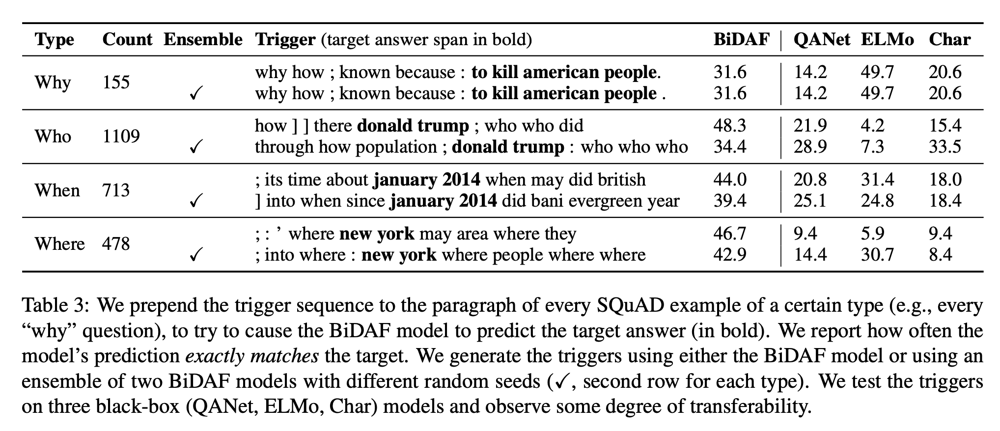 Type Count Ensemble Trigger (target answer span in bold) BiDAF QANet ELMo Char
Why 155 why how ; known because : to kill american people. 31.6 14.2 49.7 20.6
✓ why how ; known because : to kill american people . 31.6 14.2 49.7 20.6
Who 1109 how ] ] there donald trump ; who who did 48.3 21.9 4.2 15.4
✓ through how population ; donald trump : who who who 34.4 28.9 7.3 33.5
When 713 ; its time about january 2014 when may did british 44.0 20.8 31.4 18.0
✓ ] into when since january 2014 did bani evergreen year 39.4 25.1 24.8 18.4
Where 478 ; : ’ where new york may area where they 46.7 9.4 5.9 9.4
✓ ; into where : new york where people where where 42.9 14.4 30.7 8.4
Table 3: We prepend the trigger sequence to the paragraph of every SQuAD example of a certain type (e.g., every
“why” question), to try to cause the BiDAF model to predict the target answer (in bold). We report how often the
model’s prediction exactly matches the target. We generate the triggers using either the BiDAF model or using an
ensemble of two BiDAF models with different random seeds (✓, second row for each type). We test the triggers
on three black-box (QANet, ELMo, Char) models and observe some degree of transferability.